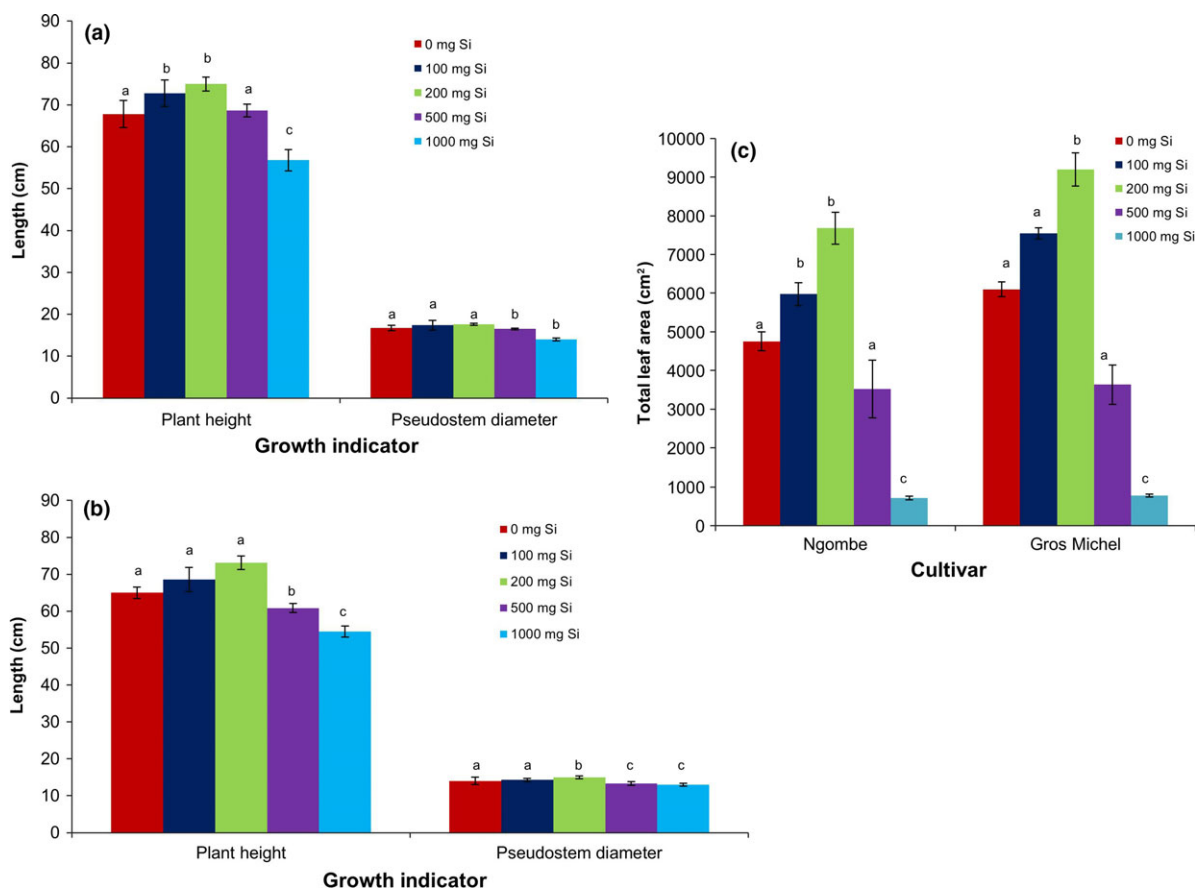 (a)
90
80
70
60
50
40
30
20
10
0
Length (cm)
0 mg Si
100 mg Si
200 mg Si
500 mg Si
1000 mg Si
a b b a c
a a a b b
Plant height Pseudostem diameter
Growth indicator
(b)
90
80
70
60
50
40
30
20
10
0
Length (cm)
0 mg Si
100 mg Si
200 mg Si
500 mg Si
1000 mg Si
a a a b c
a a b c c
Plant height Pseudostem diameter
Growth indicator
(c)
10000
9000
8000
7000
6000
5000
4000
3000
2000
1000
0
Total leaf area (cm²)
0 mg Si
100 mg Si
200 mg Si
500 mg Si
1000 mg Si
a b b a c
a a b a c
Ngombe Gros Michel
Cultivar